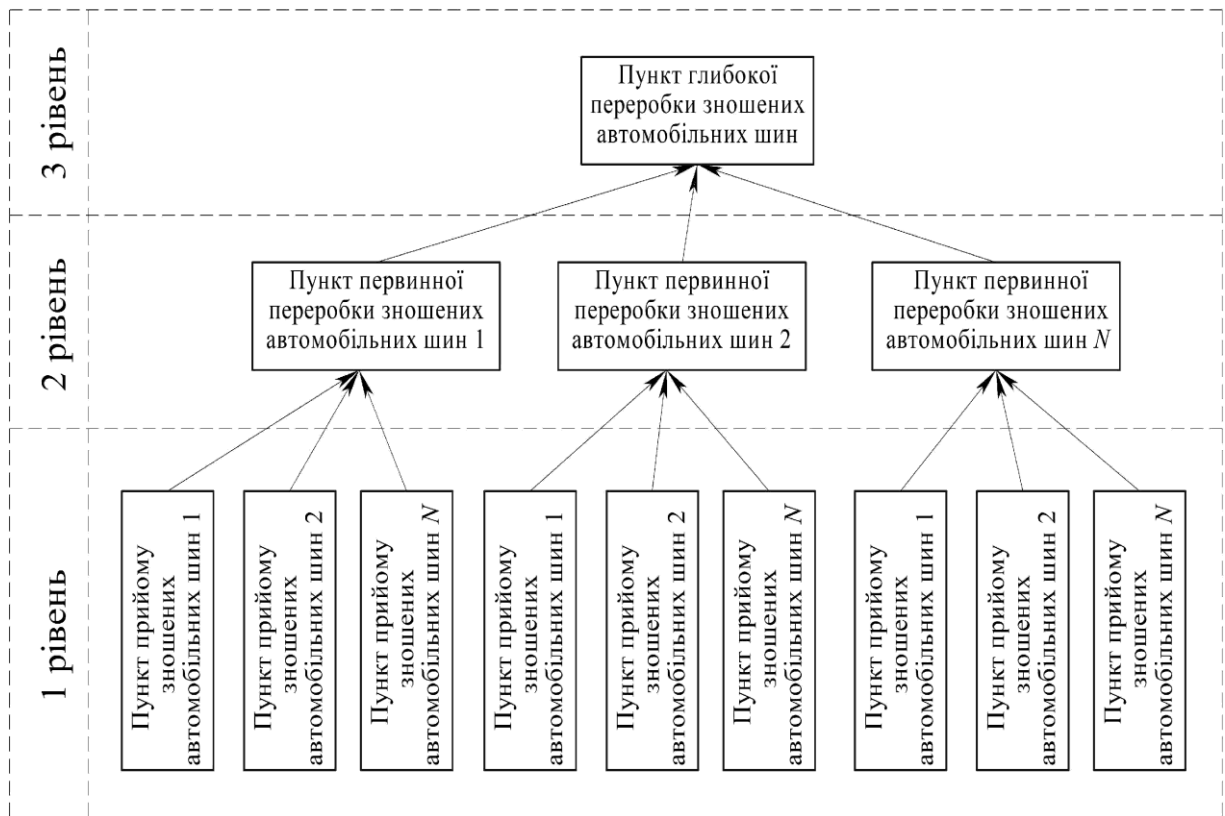 3 рівень
Пункт глибокої
переробки зношених
автомобільних шин
2 рівень
Пункт первинної
переробки зношених
автомобільних шин 1
Пункт первинної
переробки зношених
автомобільних шин 2
Пункт первинної
переробки зношених
автомобільних шин N
1 рівень
Пункт прийому
зношених
автомобільних шин 1
Пункт прийому
зношених
автомобільних шин 2
Пункт прийому
зношених
автомобільних шин N
Пункт прийому
зношених
автомобільних шин 1
Пункт прийому
зношених
автомобільних шин 2
Пункт прийому
зношених
автомобільних шин N
Пункт прийому
зношених
автомобільних шин 1
Пункт прийому
зношених
автомобільних шин 2
Пункт прийому
зношених
автомобільних шин N